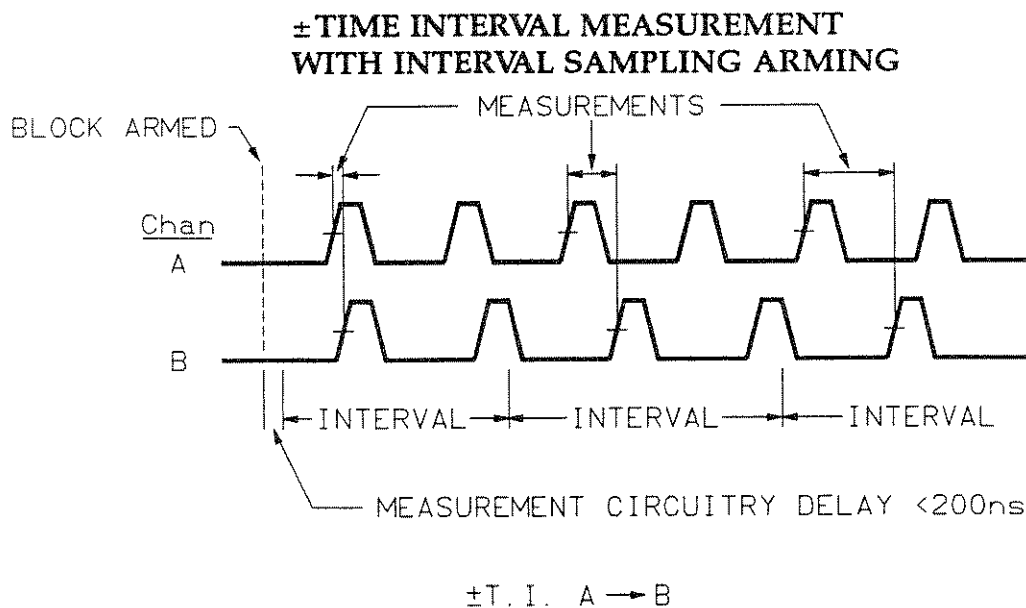 ±TIME INTERVAL MEASUREMENT
WITH INTERVAL SAMPLING ARMING
MEASUREMENTS
BLOCK ARMED
Chan
A
B
INTERVAL INTERVAL INTERVAL
MEASUREMENT CIRCUITRY DELAY <200ns
±T.I. A → B